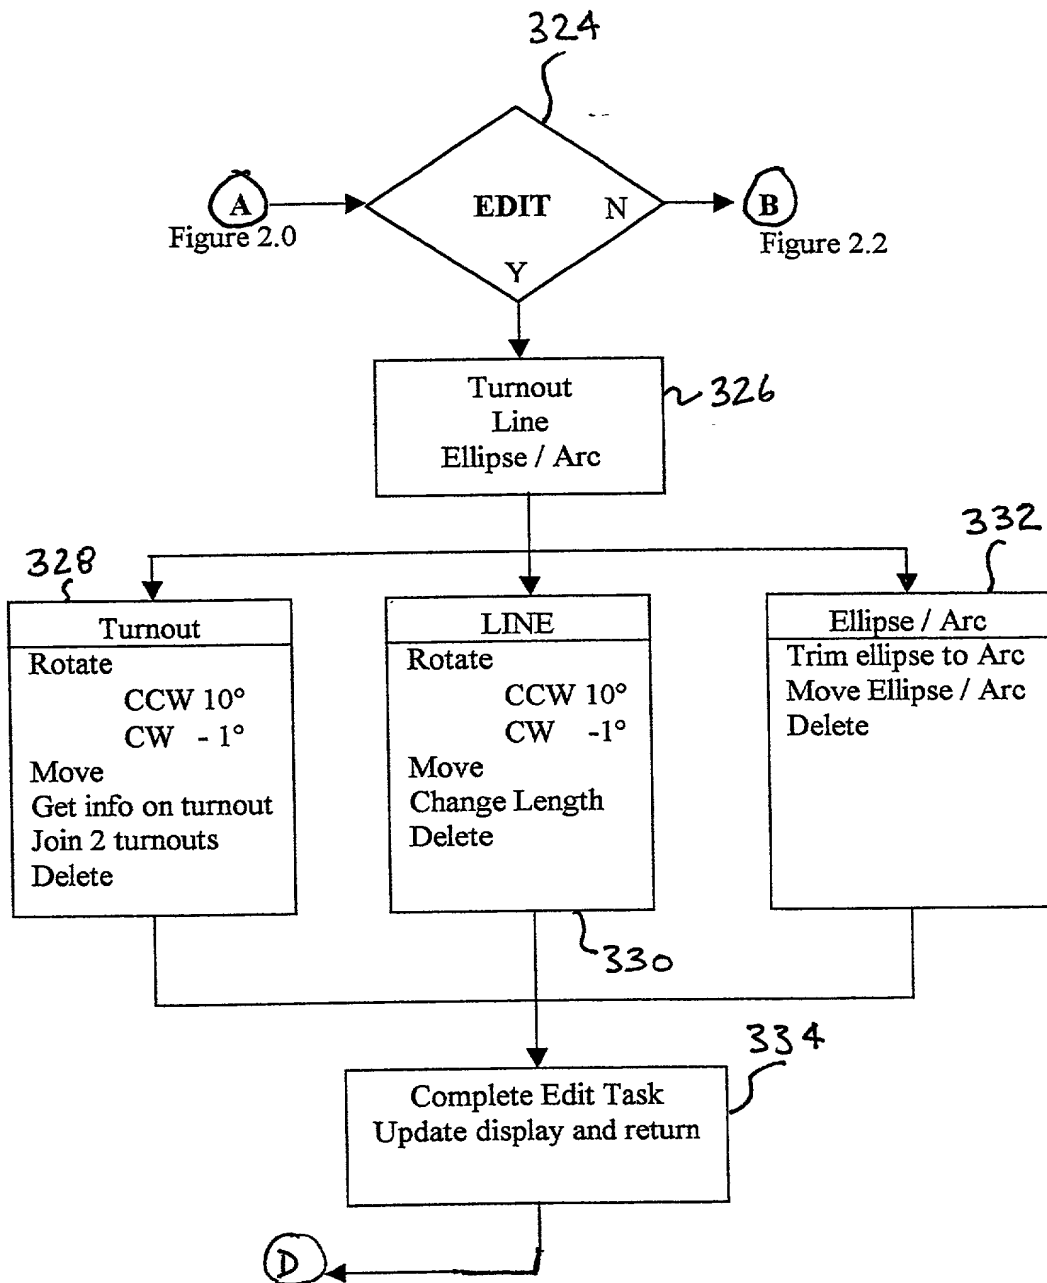 324
A
EDIT N
B
Figure 2.0
Figure 2.2
Y
Turnout
Line
Ellipse / Arc
326
328
Turnout
Rotate
CCW 10°
CW - 1°
Move
Get info on turnout
Join 2 turnouts
Delete
LINE
Rotate
CCW 10°
CW -1°
Move
Change Length
Delete
330
332
Ellipse / Arc
Trim ellipse to Arc
Move Ellipse / Arc
Delete
334
Complete Edit Task
Update display and return
D